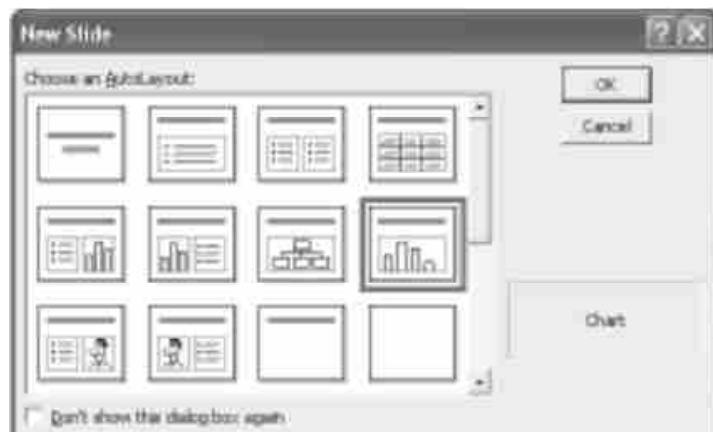 New Slide
Choose an AutoLayout:
OK
Cancel
Chart
Don't show this dialog box again